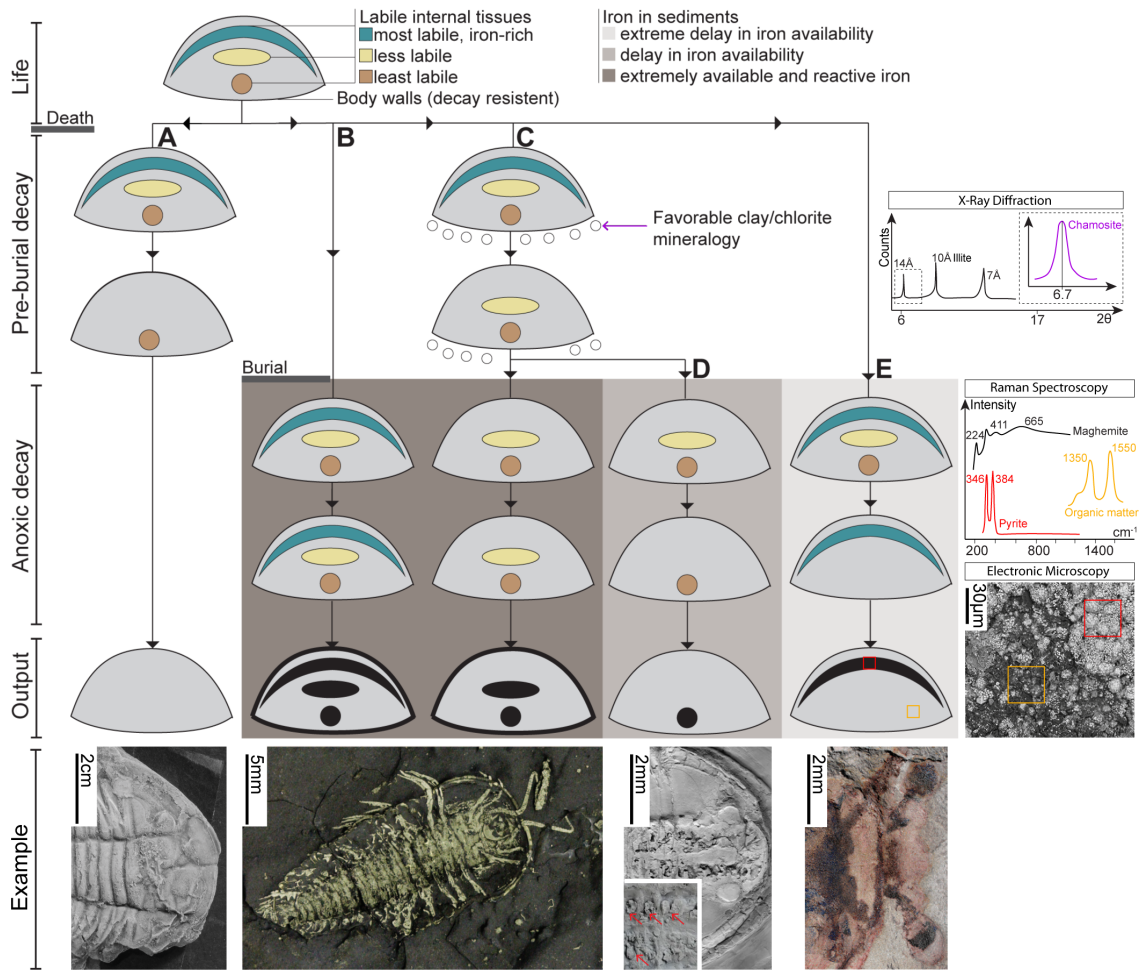 Labile internal tissues
most labile, iron-rich
less labile
least labile
Body walls (decay resistent)
Iron in sediments
extreme delay in iron availability
delay in iron availability
extremely available and reactive iron
Life
Death
A
B
C
Pre-burial decay
Favorable clay/chlorite
mineralogy
X-Ray Diffraction
Counts
14Å
10Å Illite
7Å
Chamosite
6.7
6
17
2θ
Burial
D
E
Anoxic decay
Raman Spectroscopy
Intensity
224
411
665
Maghemite
1350
1550
346
384
Organic matter
Pyrite
cm-1
200
800
1400
Electronic Microscopy
30µm
Output
Example
2cm
5mm
2mm
2mm